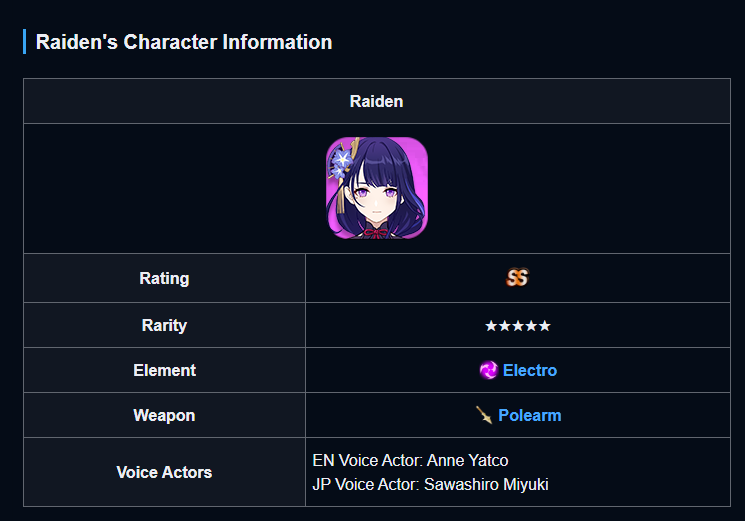 Raiden's Character Information
Raiden
Rating SS
Rarity ★★★★★
Element Electro
Weapon Polearm
Voice Actors
EN Voice Actor: Anne Yatco
JP Voice Actor: Sawashiro Miyuki